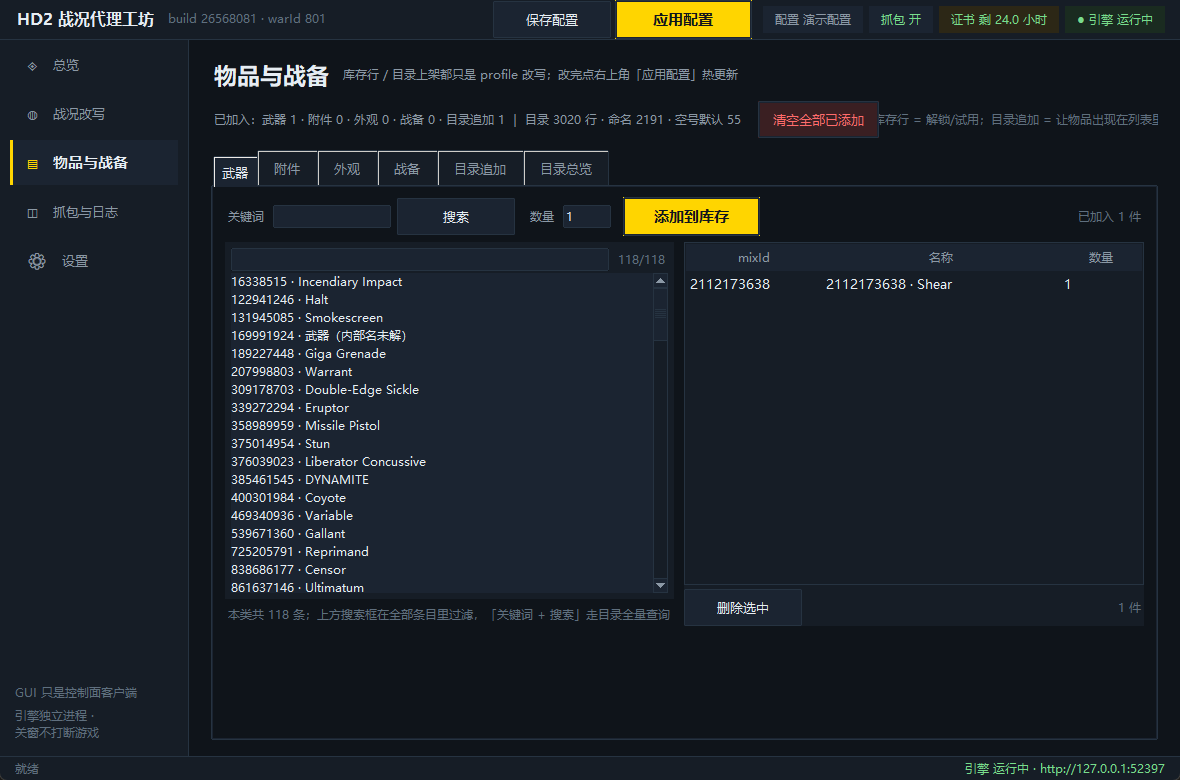 HD2 战况代理工坊 build 26568081 · warId 801 保存配置 应用配置 配置 演示配置 抓包 开 证书 剩 24.0 小时 ● 引擎 运行中
总览
战况改写
物品与战备
抓包与日志
设置
GUI 只是控制面客户端
引擎独立进程 ·
关窗不打断游戏
物品与战备 库存行 / 目录上架都只是 profile 改写；改完点右上角「应用配置」热更新
已加入：武器 1 · 附件 0 · 外观 0 · 战备 0 · 目录追加 1 | 目录 3020 行 · 命名 2191 · 空号默认 55 清空全部已添加 库存行 = 解锁/试用；目录追加 = 让物品出现在列表里
武器 附件 外观 战备 目录追加 目录总览
关键词 搜索 数量 1 添加到库存 已加入 1 件
118/118
16338515 · Incendiary Impact
122941246 · Halt
131945085 · Smokescreen
169991924 · 武器（内部名未解）
189227448 · Giga Grenade
207998803 · Warrant
309178703 · Double-Edge Sickle
339272294 · Eruptor
358989959 · Missile Pistol
375014954 · Stun
376039023 · Liberator Concussive
385461545 · DYNAMITE
400301984 · Coyote
469340936 · Variable
539671360 · Gallant
725205791 · Reprimand
838686177 · Censor
861637146 · Ultimatum
本类共 118 条；上方搜索框在全部条目里过滤，「关键词 + 搜索」走目录全量查询
mixId 名称 数量
2112173638 2112173638 · Shear 1
删除选中 1 件
就绪 引擎 运行中 · http://127.0.0.1:52397